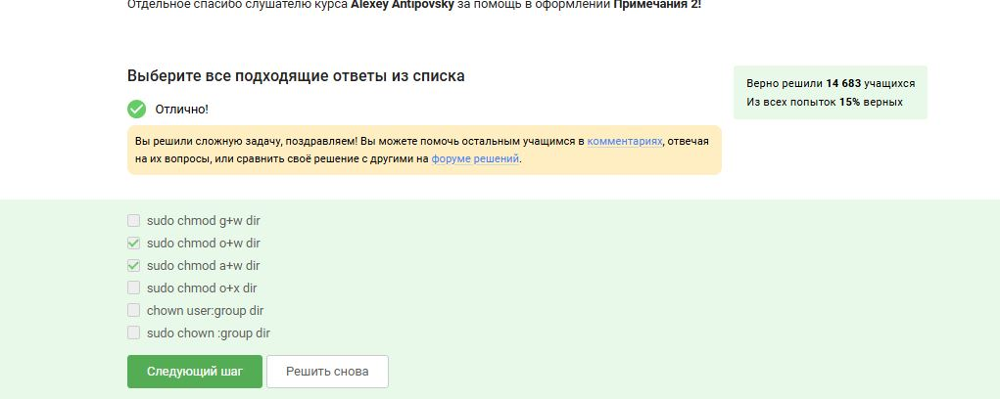 Отдельное спасибо слушателю курса Alexey Antipovsky за помощь в оформлении Примечания 2!
Выберите все подходящие ответы из списка
Верно решили 14 683 учащихся
Из всех попыток 15% верных
Отлично!
Вы решили сложную задачу, поздравляем! Вы можете помочь остальным учащимся в комментариях, отвечая
на их вопросы, или сравнить своё решение с другими на форуме решений.
sudo chmod g+w dir
sudo chmod o+w dir
sudo chmod a+w dir
sudo chmod o+x dir
chown user:group dir
sudo chown :group dir
Следующий шаг
Решить снова